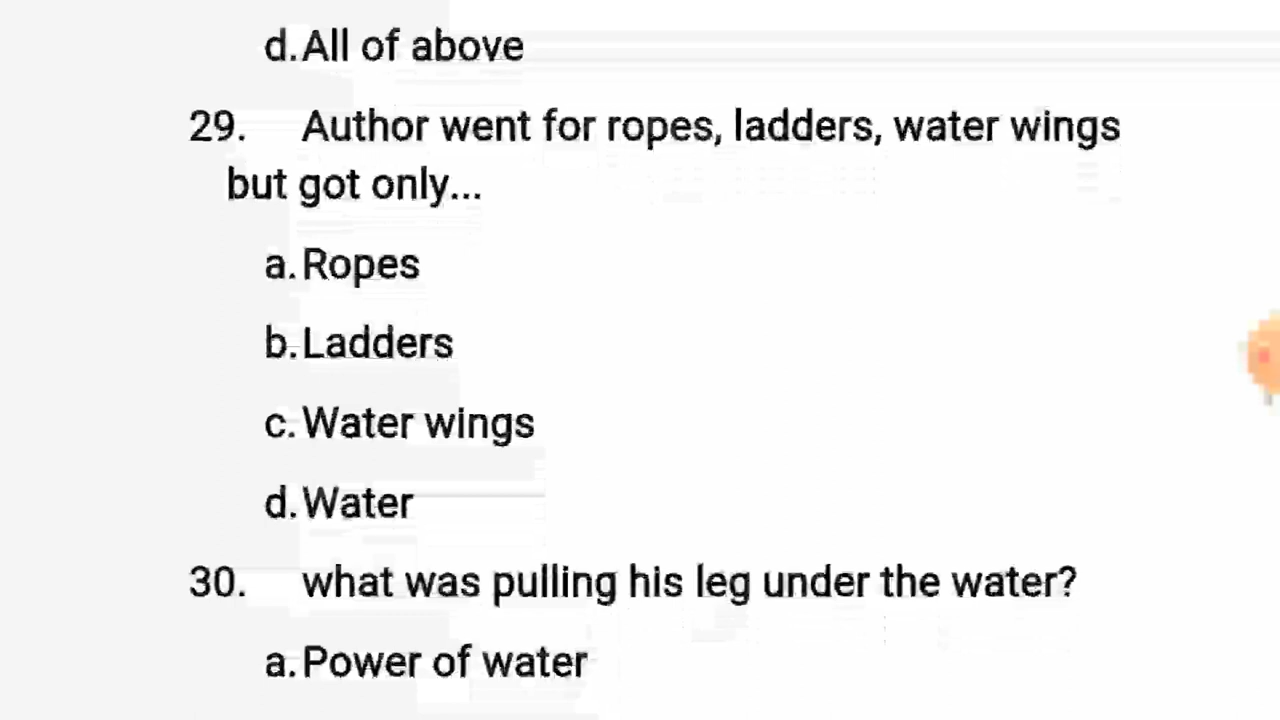 d. All of above
29. Author went for ropes, ladders, water wings
but got only...
a. Ropes
b. Ladders
c. Water wings
d. Water
30. what was pulling his leg under the water?
a. Power of water